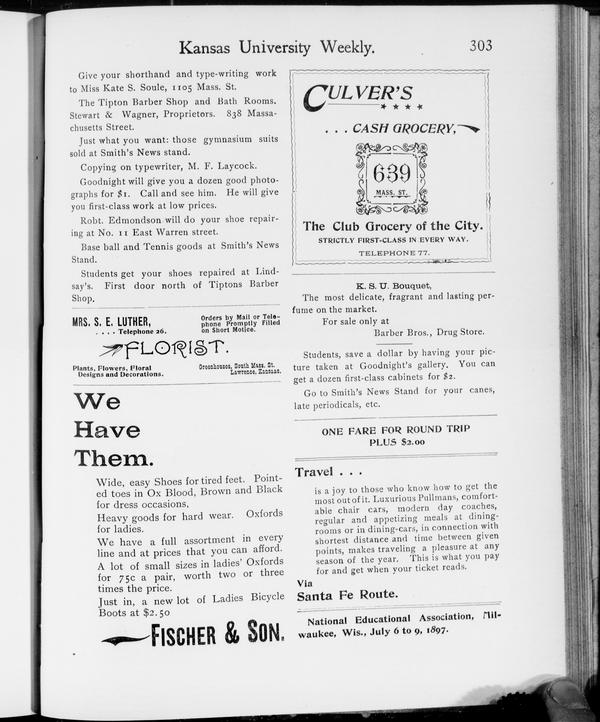 Kansas University Weekly. 303
Give your shorthand and type-writing work
to Miss Kate S. Soule, 1105 Mass. St.
The Tipton Barber Shop and Bath Rooms.
Stewart & Wagner, Proprietors. 838 Massa-
chusetts Street.
Just what you want: those gymnasium suits
sold at Smith's News stand.
Copying on typewriter, M. F. Laycock.
Goodnight will give you a dozen good photo-
graphs for $1. Call and see him. He will give
you first-class work at low prices.
Robt. Edmondson will do your shoe repair-
ing at No. 11 East Warren street.
Base ball and Tennis goods at Smith's News
Stand.
Students get your shoes repaired at Lind-
say's. First door north of Tiptons Barber
Shop.
MRS. S. E. LUTHER,
. . . . Telephone 26.
Orders by Mail or Tele-
phone Promptly Filled
on Short Notice.
FLORIST.
Plants, Flowers, Floral
Designs and Decorations.
Greenhouses, South Mass. St.
Lawrence, Kansas.
We
Have
Them.
Wide, easy Shoes for tired feet. Point-
ed toes in Ox Blood, Brown and Black
for dress occasions.
Heavy goods for hard wear. Oxfords
for ladies.
We have a full assortment in every
line and at prices that you can afford.
A lot of small sizes in ladies' Oxfords
for 75c a pair, worth two or three
times the price.
Just in, a new lot of Ladies Bicycle
Boots at $2.50
FISCHER & SON.
CULVER'S
. . . CASH GROCERY,
639
MASS. ST.
The Club Grocery of the City.
STRICTLY FIRST-CLASS IN EVERY WAY.
TELEPHONE 77.
K. S. U. Bouquet,
The most delicate, fragrant and lasting per-
fume on the market.
For sale only at
Barber Bros., Drug Store.
Students, save a dollar by having your pic-
ture taken at Goodnight's gallery. You can
get a dozen first-class cabinets for $2.
Go to Smith's News Stand for your canes,
late periodicals, etc.
ONE FARE FOR ROUND TRIP
PLUS $2.00
Travel . . .
is a joy to those who know how to get the
most out of it. Luxurious Pullmans, comfort-
able chair cars, modern day coaches,
regular and appetizing meals at dining-
rooms or in dining-cars, in connection with
shortest distance and time between given
points, makes traveling a pleasure at any
season of the year. This is what you pay
for and get when your ticket reads.
Via
Santa Fe Route.
National Educational Association, Mil-
waukee, Wis., July 6 to 9, 1897.